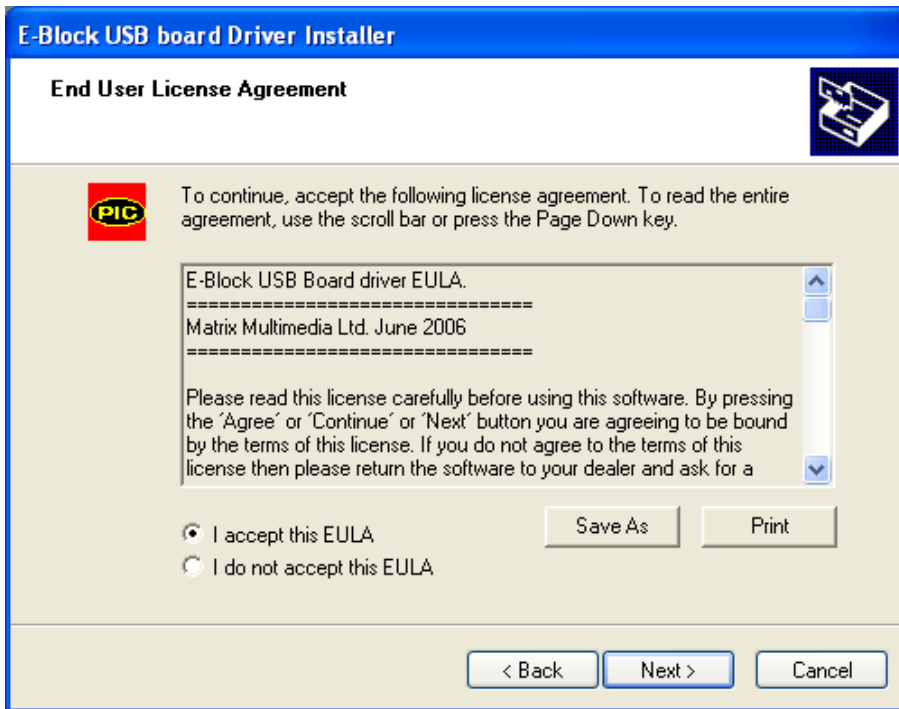 E-Block USB board Driver Installer
End User License Agreement
PIC
To continue, accept the following license agreement. To read the entire
agreement, use the scroll bar or press the Page Down key.
E-Block USB Board driver EULA.
================================
Matrix Multimedia Ltd. June 2006
================================
Please read this license carefully before using this software. By pressing
the ´Agree´ or ´Continue´ or ´Next´ button you are agreeing to be bound
by the terms of this license. If you do not agree to the terms of this
license then please return the software to your dealer and ask for a
Save As
Print
I accept this EULA
I do not accept this EULA
< Back
Next >
Cancel